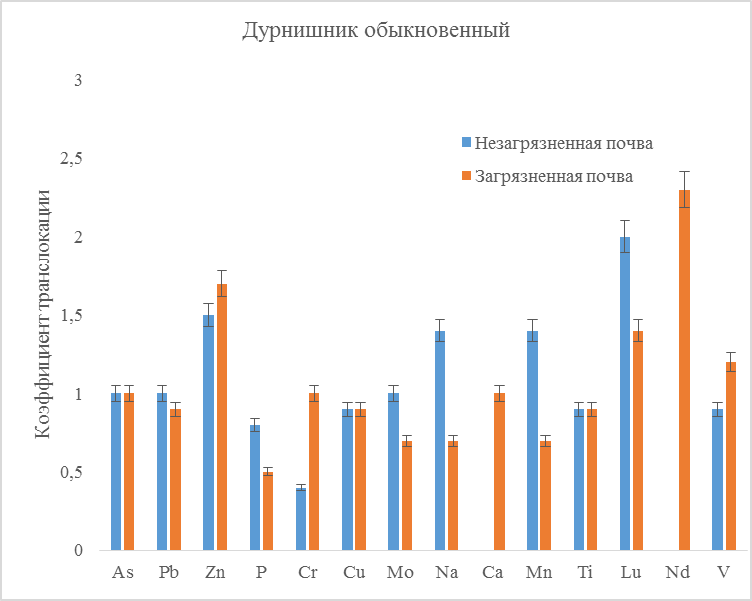 Дурнишник обыкновенный
3
2,5
2
1,5
1
0,5
0
Коэффициент транслокации
Незагрязненная почва
Загрязненная почва
As Pb Zn P Cr Cu Mo Na Ca Mn Ti Lu Nd V